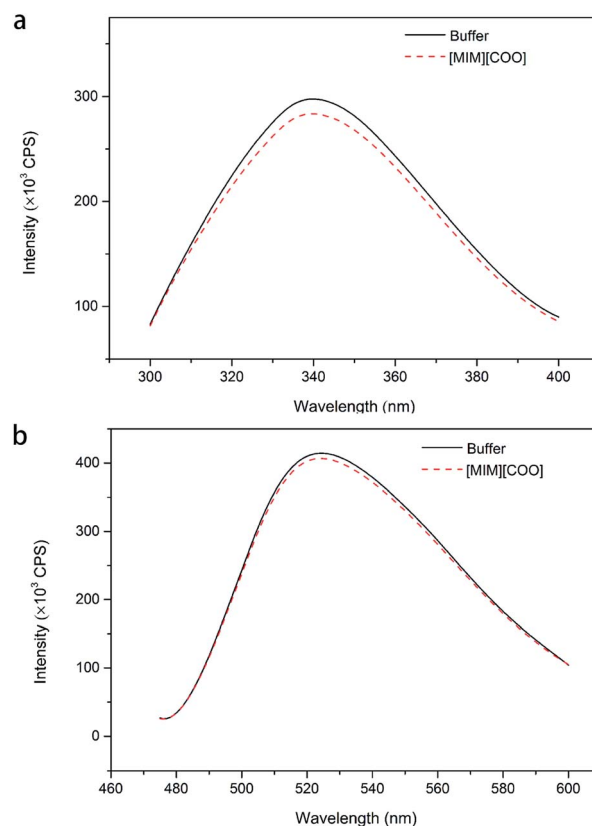 a
Buffer
[MIM][COO]
300
200
100
Intensity (×10³ CPS)
300 320 340 360 380 400
Wavelength (nm)
b
Buffer
[MIM][COO]
400
300
200
100
0
Intensity (×10³ CPS)
460 480 500 520 540 560 580 600
Wavelength (nm)